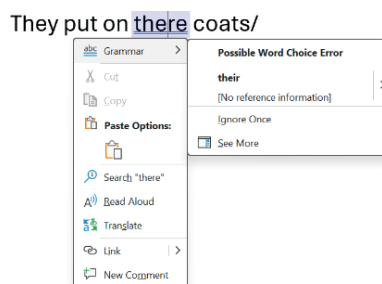 They put on there coats/
Grammar
Cut
Copy
Paste Options:
Search "there"
Read Aloud
Translate
Link
New Comment
Possible Word Choice Error
their
[No reference information]
Ignore Once
See More